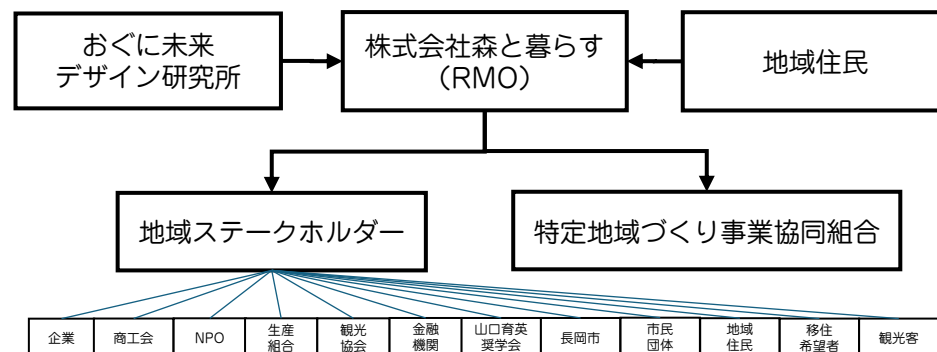 おぐに未来
デザイン研究所
株式会社森と暮らす
（RMO）
地域住民
地域ステークホルダー
特定地域づくり事業協同組合
企業
商工会
NPO
生産
組合
観光
協会
金融
機関
山口育英
奨学会
長岡市
市民
団体
地域
住民
移住
希望者
観光客